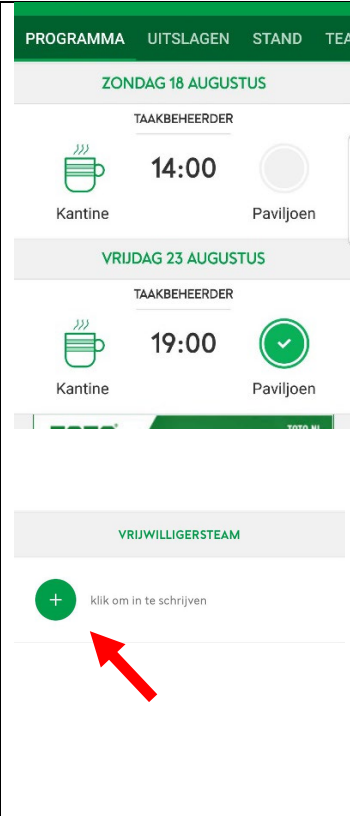 PROGRAMMA UITSLAGEN STAND TEA
ZONDAG 18 AUGUSTUS
TAAKBEHEERDER
14:00
Kantine Paviljoen
VRIJDAG 23 AUGUSTUS
TAAKBEHEERDER
19:00
Kantine Paviljoen
VRIJWILLIGERSTEAM
klik om in te schrijven